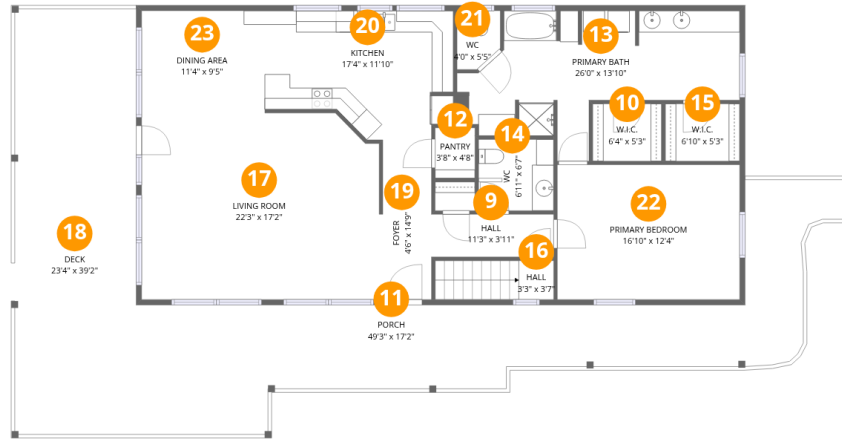 23
DINING AREA
11'4" x 9'5"
20
KITCHEN
17'4" x 11'10"
21
WC
4'0" x 5'5"
13
PRIMARY BATH
26'0" x 13'10"
10
W.I.C.
6'4" x 5'3"
15
W.I.C.
6'10" x 5'3"
12
PANTRY
3'8" x 4'8"
14
WC
6'11" x 6'7"
17
LIVING ROOM
22'3" x 17'2"
19
FOYER
4'6" x 14'9"
9
HALL
11'3" x 3'11"
22
PRIMARY BEDROOM
16'10" x 12'4"
18
DECK
23'4" x 39'2"
16
HALL
3'3" x 3'7"
11
PORCH
49'3" x 17'2"